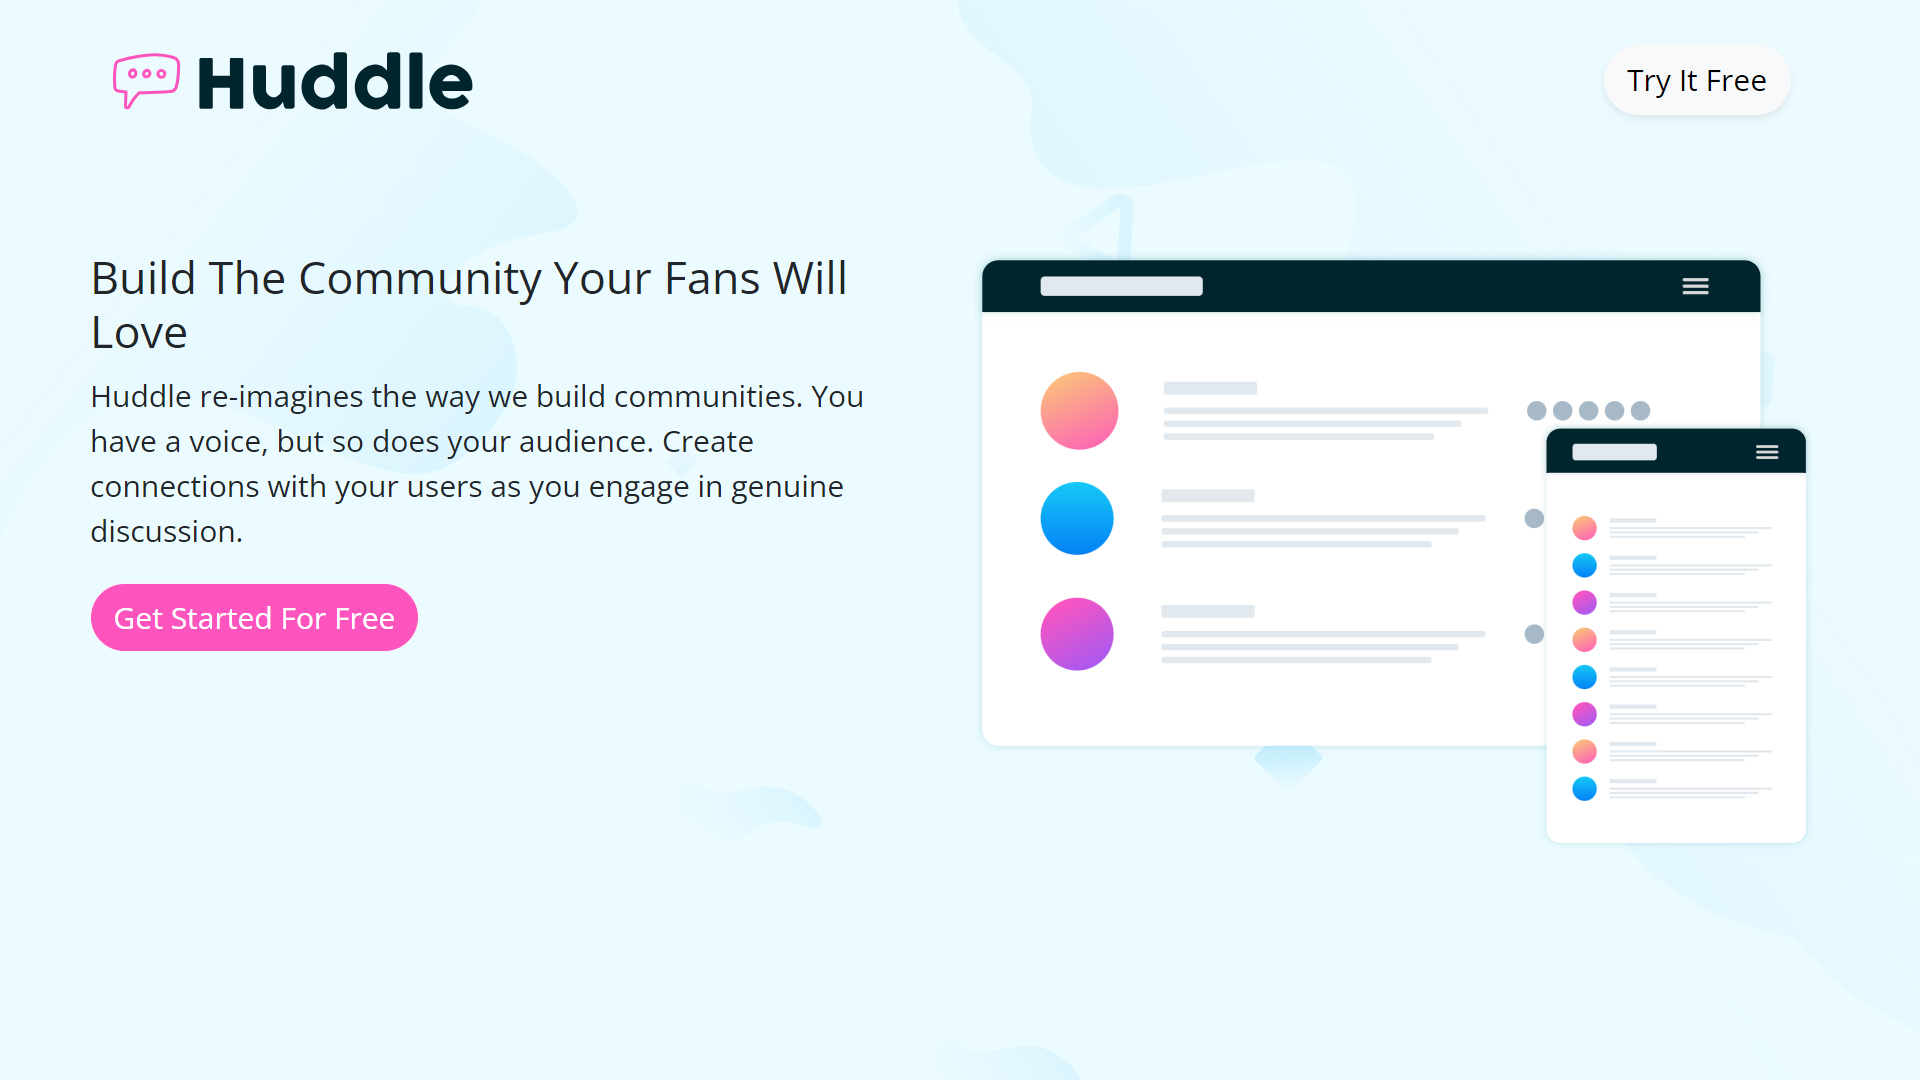 Huddle
Try It Free
Build The Community Your Fans Will
Love
Huddle re-imagines the way we build communities. You
have a voice, but so does your audience. Create
connections with your users as you engage in genuine
discussion.
Get Started For Free